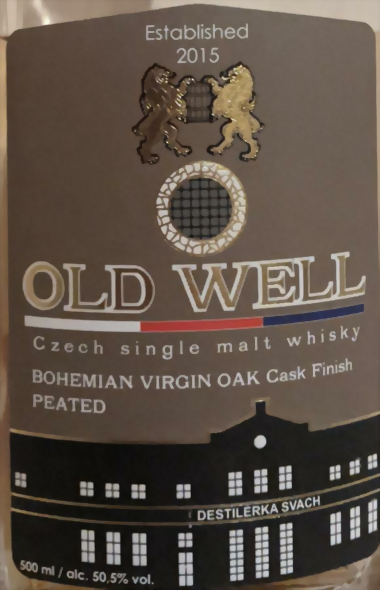 Established
2015
OLD WELL
Czech single malt whisky
BOHEMIAN VIRGIN OAK Cask Finish
PEATED
DESTILÉRKA SVACH
500 ml / alc. 50,5% vol.